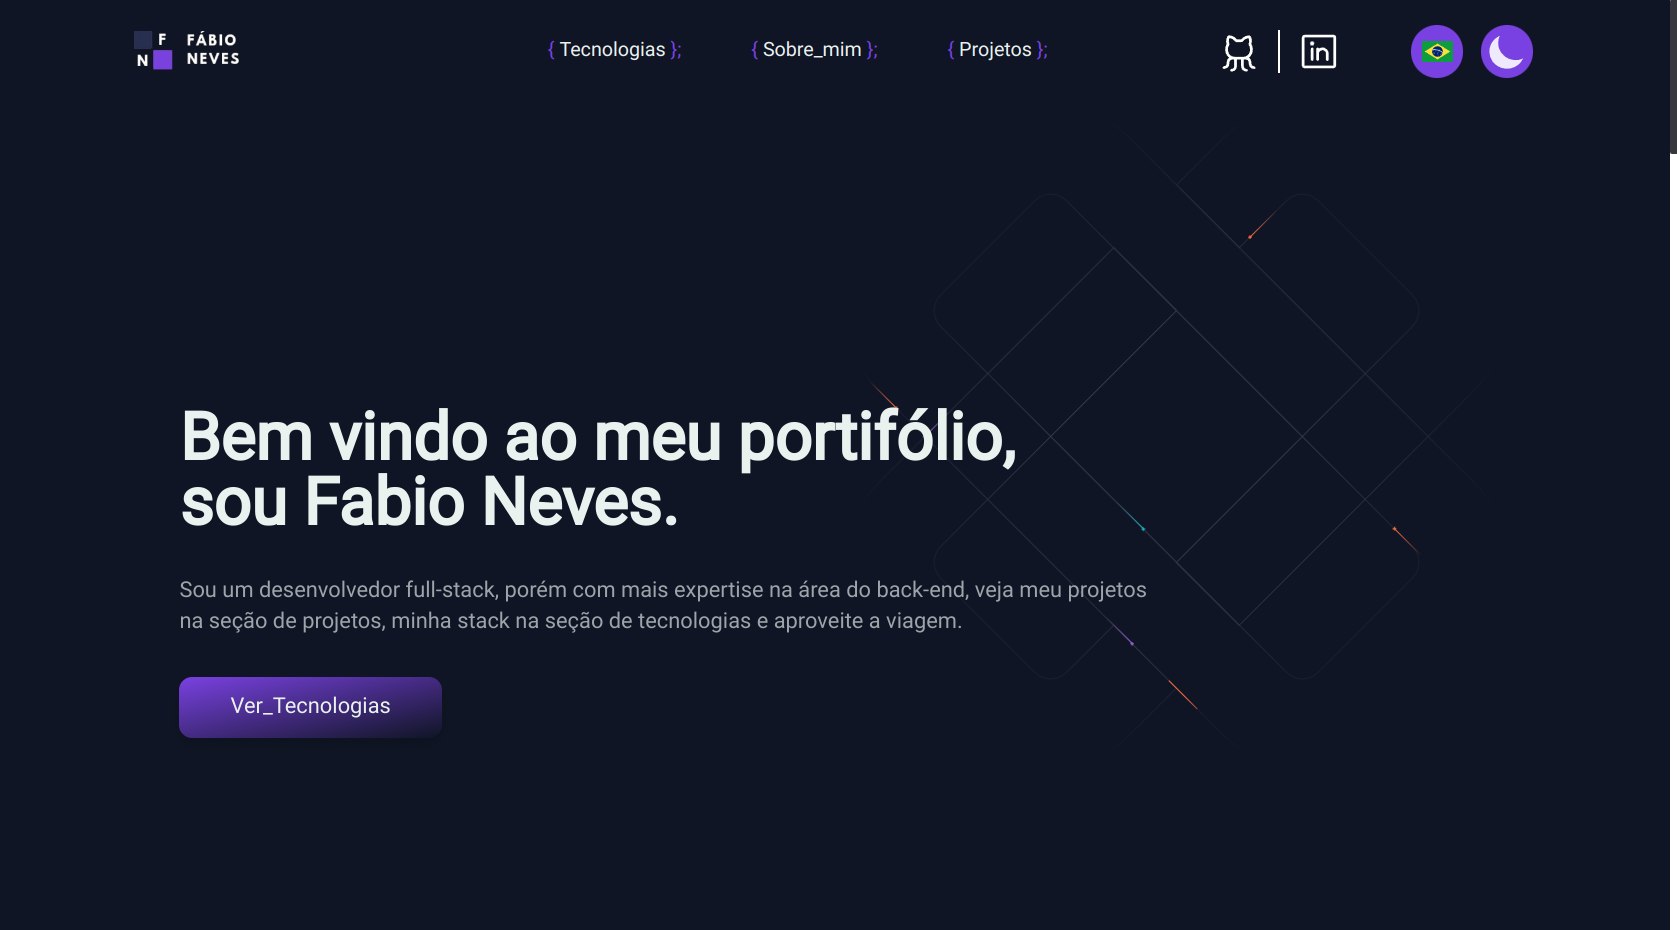 F
N
FÁBIO
NEVES
{ Tecnologias };
{ Sobre_mim };
{ Projetos };
in
Bem vindo ao meu portifólio,
sou Fabio Neves.
Sou um desenvolvedor full-stack, porém com mais expertise na área do back-end, veja meu projetos
na seção de projetos, minha stack na seção de tecnologias e aproveite a viagem.
Ver_Tecnologias